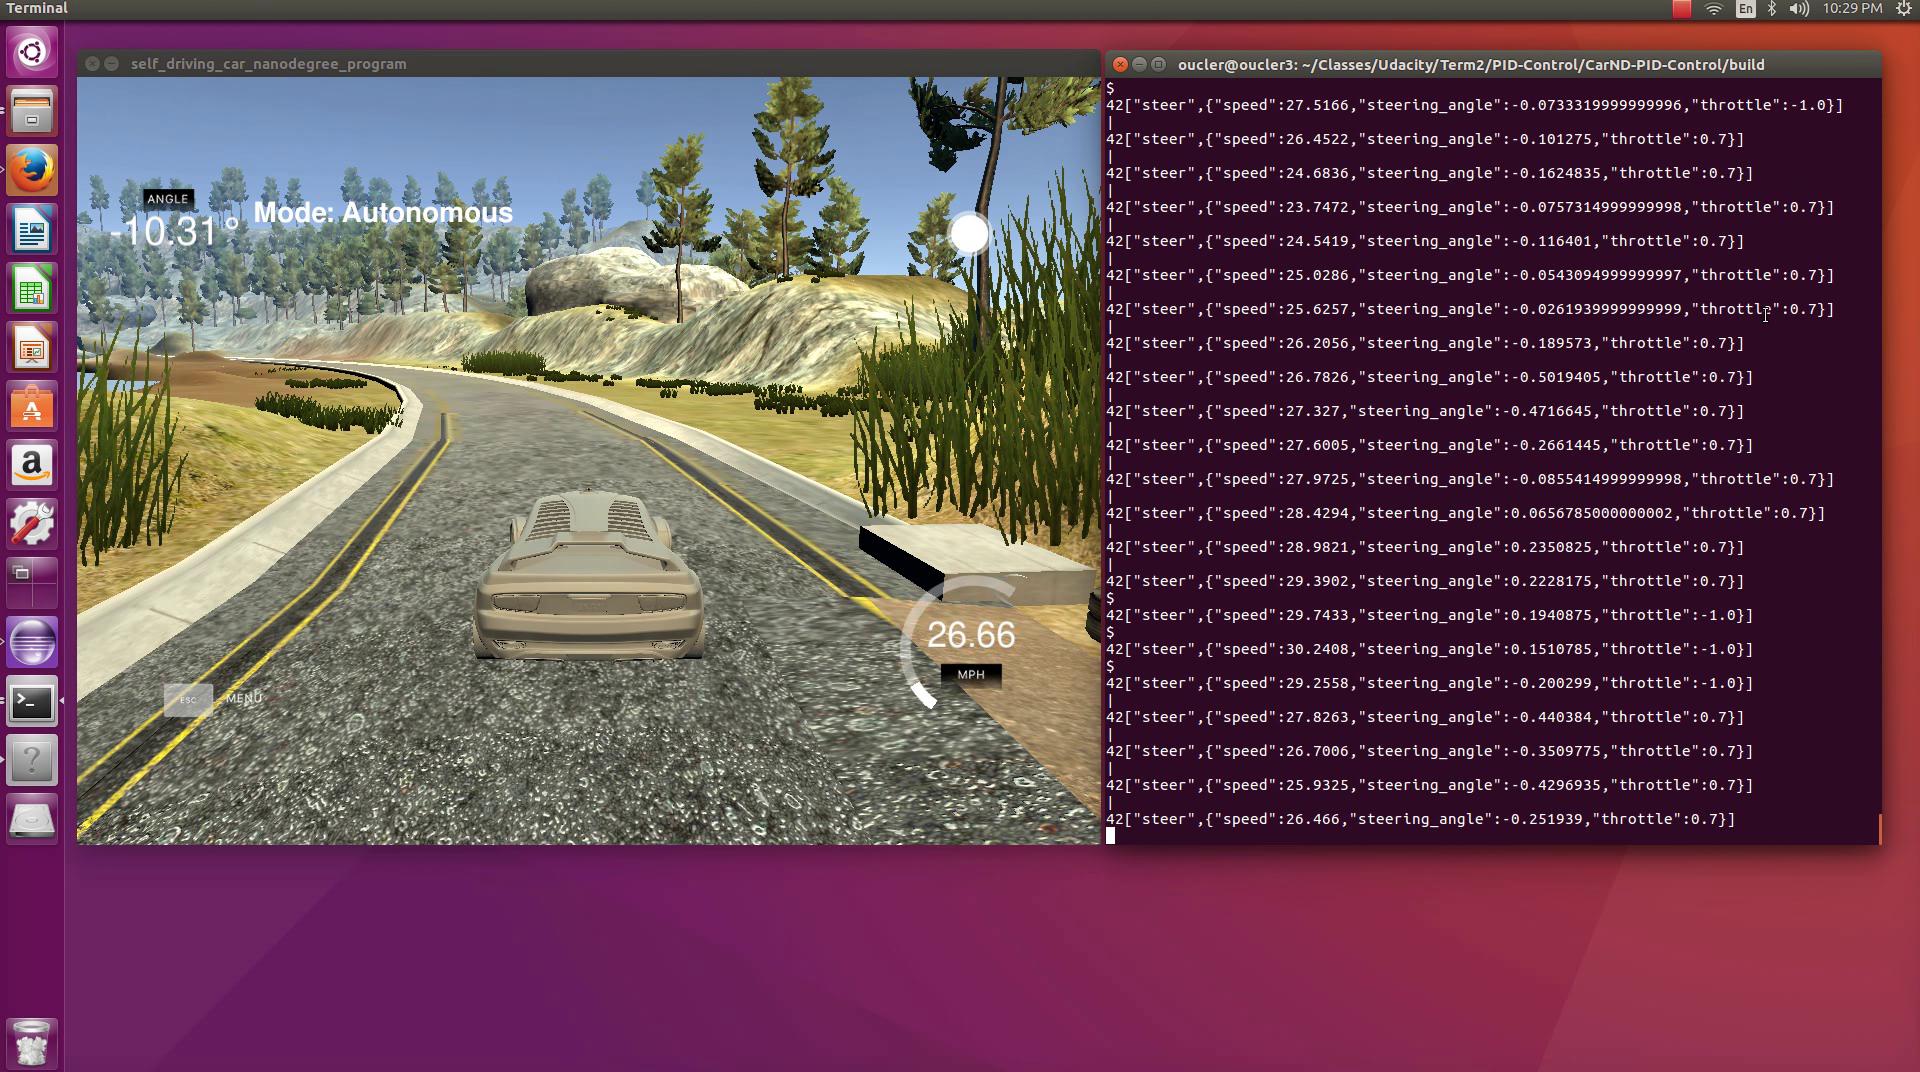 Terminal
En
10:29 PM
self_driving_car_nanodegree_program
ANGLE
-10.31°
Mode: Autonomous
26.66
MPH
ESC
MENU
a
>_
?
oucler@oucler3: ~/Classes/Udacity/Term2/PID-Control/CarND-PID-Control/build
$
42["steer",{"speed":27.5166,"steering_angle":-0.0733319999999996,"throttle":-1.0}]
|
42["steer",{"speed":26.4522,"steering_angle":-0.101275,"throttle":0.7}]
|
42["steer",{"speed":24.6836,"steering_angle":-0.1624835,"throttle":0.7}]
|
42["steer",{"speed":23.7472,"steering_angle":-0.0757314999999998,"throttle":0.7}]
|
42["steer",{"speed":24.5419,"steering_angle":-0.116401,"throttle":0.7}]
|
42["steer",{"speed":25.0286,"steering_angle":-0.0543094999999997,"throttle":0.7}]
|
42["steer",{"speed":25.6257,"steering_angle":-0.0261939999999999,"throttle":0.7}]
|
42["steer",{"speed":26.2056,"steering_angle":-0.189573,"throttle":0.7}]
|
42["steer",{"speed":26.7826,"steering_angle":-0.5019405,"throttle":0.7}]
|
42["steer",{"speed":27.327,"steering_angle":-0.4716645,"throttle":0.7}]
|
42["steer",{"speed":27.6005,"steering_angle":-0.2661445,"throttle":0.7}]
|
42["steer",{"speed":27.9725,"steering_angle":-0.0855414999999998,"throttle":0.7}]
|
42["steer",{"speed":28.4294,"steering_angle":0.0656785000000002,"throttle":0.7}]
|
42["steer",{"speed":28.9821,"steering_angle":0.2350825,"throttle":0.7}]
|
42["steer",{"speed":29.3902,"steering_angle":0.2228175,"throttle":0.7}]
$
42["steer",{"speed":29.7433,"steering_angle":0.1940875,"throttle":-1.0}]
$
42["steer",{"speed":30.2408,"steering_angle":0.1510785,"throttle":-1.0}]
$
42["steer",{"speed":29.2558,"steering_angle":-0.200299,"throttle":-1.0}]
|
42["steer",{"speed":27.8263,"steering_angle":-0.440384,"throttle":0.7}]
|
42["steer",{"speed":26.7006,"steering_angle":-0.3509775,"throttle":0.7}]
|
42["steer",{"speed":25.9325,"steering_angle":-0.4296935,"throttle":0.7}]
|
42["steer",{"speed":26.466,"steering_angle":-0.251939,"throttle":0.7}]